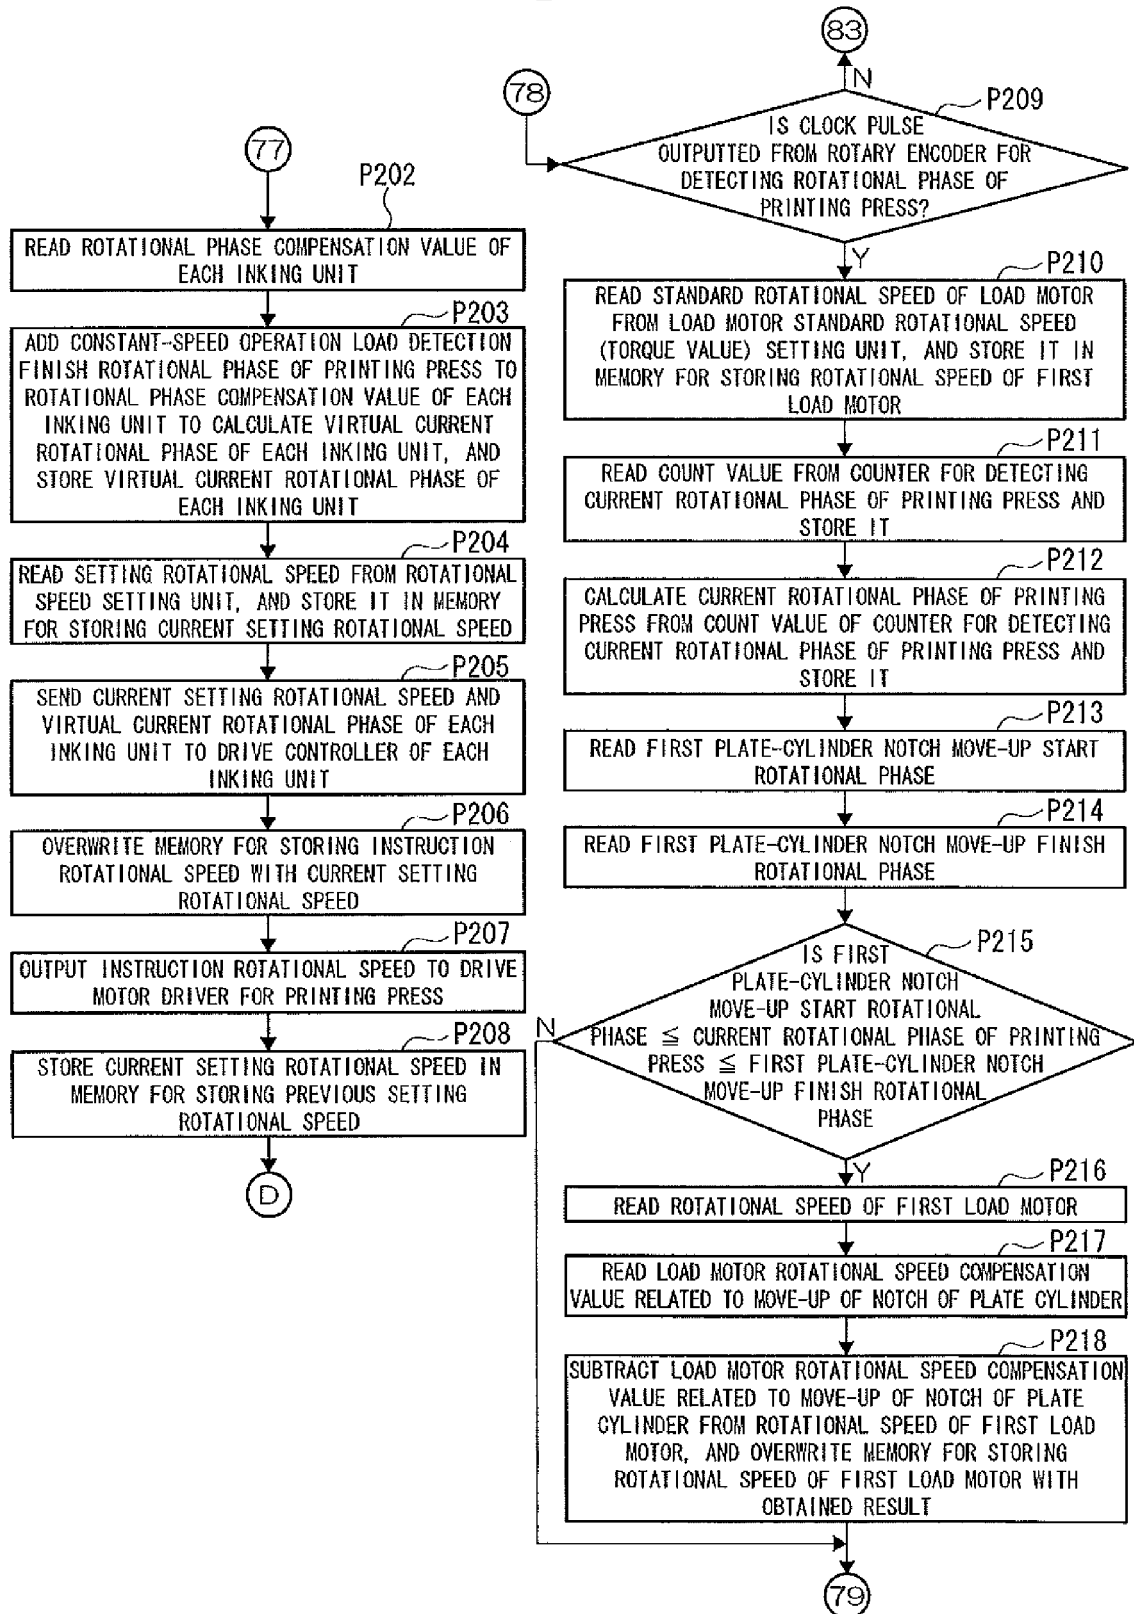 77
P202
READ ROTATIONAL PHASE COMPENSATION VALUE OF
EACH INKING UNIT
P203
ADD CONSTANT-SPEED OPERATION LOAD DETECTION
FINISH ROTATIONAL PHASE OF PRINTING PRESS TO
ROTATIONAL PHASE COMPENSATION VALUE OF EACH
INKING UNIT TO CALCULATE VIRTUAL CURRENT
ROTATIONAL PHASE OF EACH INKING UNIT, AND
STORE VIRTUAL CURRENT ROTATIONAL PHASE OF
EACH INKING UNIT
P204
READ SETTING ROTATIONAL SPEED FROM ROTATIONAL
SPEED SETTING UNIT, AND STORE IT IN MEMORY
FOR STORING CURRENT SETTING ROTATIONAL SPEED
P205
SEND CURRENT SETTING ROTATIONAL SPEED AND
VIRTUAL CURRENT ROTATIONAL PHASE OF EACH
INKING UNIT TO DRIVE CONTROLLER OF EACH
INKING UNIT
P206
OVERWRITE MEMORY FOR STORING INSTRUCTION
ROTATIONAL SPEED WITH CURRENT SETTING
ROTATIONAL SPEED
P207
OUTPUT INSTRUCTION ROTATIONAL SPEED TO DRIVE
MOTOR DRIVER FOR PRINTING PRESS
P208
STORE CURRENT SETTING ROTATIONAL SPEED IN
MEMORY FOR STORING PREVIOUS SETTING
ROTATIONAL SPEED
D
83
N
78
P209
IS CLOCK PULSE
OUTPUTTED FROM ROTARY ENCODER FOR
DETECTING ROTATIONAL PHASE OF
PRINTING PRESS?
Y
P210
READ STANDARD ROTATIONAL SPEED OF LOAD MOTOR
FROM LOAD MOTOR STANDARD ROTATIONAL SPEED
(TORQUE VALUE) SETTING UNIT, AND STORE IT IN
MEMORY FOR STORING ROTATIONAL SPEED OF FIRST
LOAD MOTOR
P211
READ COUNT VALUE FROM COUNTER FOR DETECTING
CURRENT ROTATIONAL PHASE OF PRINTING PRESS AND
STORE IT
P212
CALCULATE CURRENT ROTATIONAL PHASE OF PRINTING
PRESS FROM COUNT VALUE OF COUNTER FOR DETECTING
CURRENT ROTATIONAL PHASE OF PRINTING PRESS AND
STORE IT
P213
READ FIRST PLATE-CYLINDER NOTCH MOVE-UP START
ROTATIONAL PHASE
P214
READ FIRST PLATE-CYLINDER NOTCH MOVE-UP FINISH
ROTATIONAL PHASE
P215
IS FIRST
PLATE-CYLINDER NOTCH
MOVE-UP START ROTATIONAL
PHASE ≦ CURRENT ROTATIONAL PHASE OF PRINTING
PRESS ≦ FIRST PLATE-CYLINDER NOTCH
MOVE-UP FINISH ROTATIONAL
PHASE
N
Y
P216
READ ROTATIONAL SPEED OF FIRST LOAD MOTOR
P217
READ LOAD MOTOR ROTATIONAL SPEED COMPENSATION
VALUE RELATED TO MOVE-UP OF NOTCH OF PLATE CYLINDER
P218
SUBTRACT LOAD MOTOR ROTATIONAL SPEED COMPENSATION
VALUE RELATED TO MOVE-UP OF NOTCH OF PLATE
CYLINDER FROM ROTATIONAL SPEED OF FIRST LOAD
MOTOR, AND OVERWRITE MEMORY FOR STORING
ROTATIONAL SPEED OF FIRST LOAD MOTOR WITH
OBTAINED RESULT
79